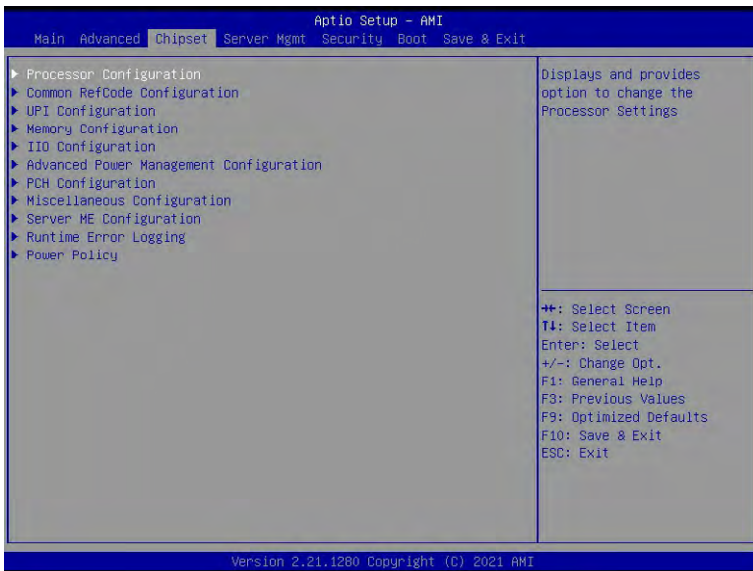 Aptio Setup - AMI
Main Advanced Chipset Server Mgmt Security Boot Save & Exit
▶ Processor Configuration
▶ Common RefCode Configuration
▶ UPI Configuration
▶ Memory Configuration
▶ IIO Configuration
▶ Advanced Power Management Configuration
▶ PCH Configuration
▶ Miscellaneous Configuration
▶ Server ME Configuration
▶ Runtime Error Logging
▶ Power Policy
Displays and provides
option to change the
Processor Settings
→←: Select Screen
↑↓: Select Item
Enter: Select
+/-: Change Opt.
F1: General Help
F3: Previous Values
F9: Optimized Defaults
F10: Save & Exit
ESC: Exit
Version 2.21.1280 Copyright (C) 2021 AMI